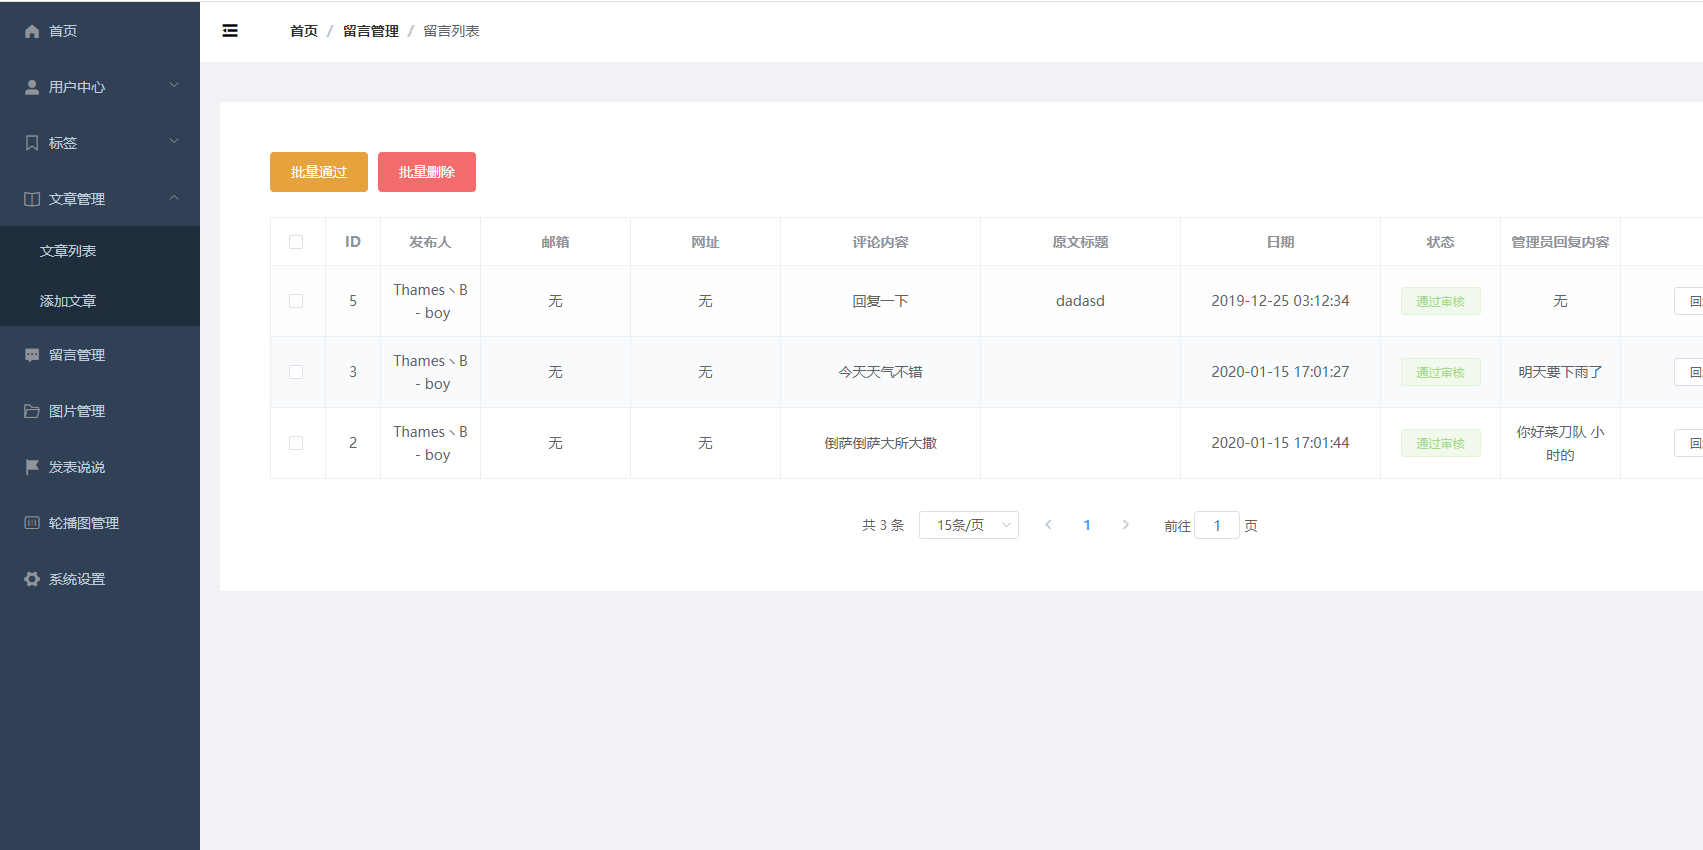 首页
用户中心
标签
文章管理
文章列表
添加文章
留言管理
图片管理
发表说说
轮播图管理
系统设置
首页 / 留言管理 / 留言列表
批量通过 批量删除
ID 发布人 邮箱 网址 评论内容 原文标题 日期 状态 管理员回复内容
5 Thames丶B - boy 无 无 回复一下 dadasd 2019-12-25 03:12:34 通过审核 无 回
3 Thames丶B - boy 无 无 今天天气不错 2020-01-15 17:01:27 通过审核 明天要下雨了 回
2 Thames丶B - boy 无 无 倒萨倒萨大所大撒 2020-01-15 17:01:44 通过审核 你好菜刀队 小时的 回
共 3 条 15条/页 1 前往 1 页